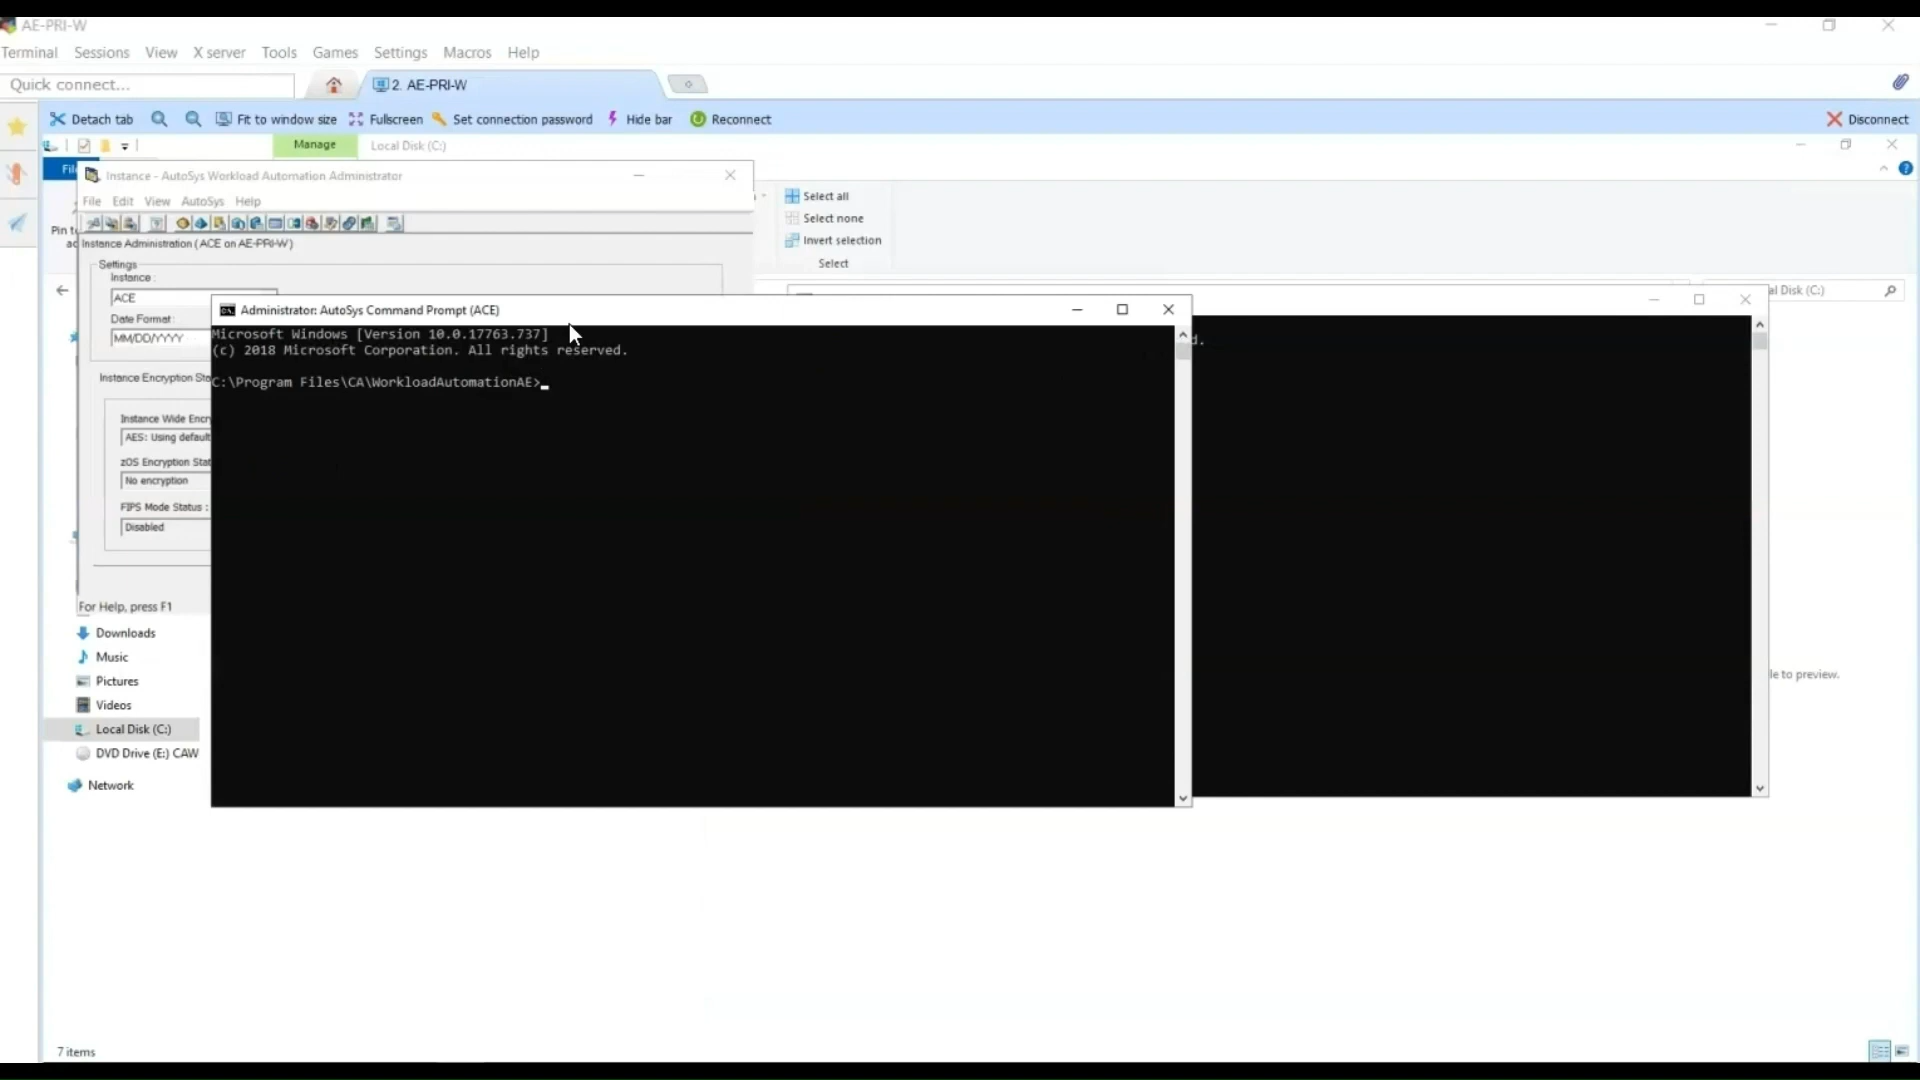 AE-PRI-W
Terminal Sessions View X server Tools Games Settings Macros Help
Quick connect...
2. AE-PRI-W
Detach tab Fit to window size Fullscreen Set connection password Hide bar Reconnect Disconnect
Manage Local Disk (C:)
Instance - AutoSys Workload Automation Administrator
File Edit View AutoSys Help
Select all
Select none
Invert selection
Select
Instance Administration (ACE on AE-PRI-W)
Settings
Instance :
ACE
Date Format :
MM/DD/YYYY
Instance Encryption
Instance Wide
AES: Using default
zOS Encryption
No encryption
FIPS Mode Status :
Disabled
For Help, press F1
Administrator: AutoSys Command Prompt (ACE)
Microsoft Windows [Version 10.0.17763.737]
(c) 2018 Microsoft Corporation. All rights reserved.
C:\Program Files\CA\WorkloadAutomationAE>
Disk (C:)
to preview.
Downloads
Music
Pictures
Videos
Local Disk (C:)
DVD Drive (E:) CAW
Network
7 items